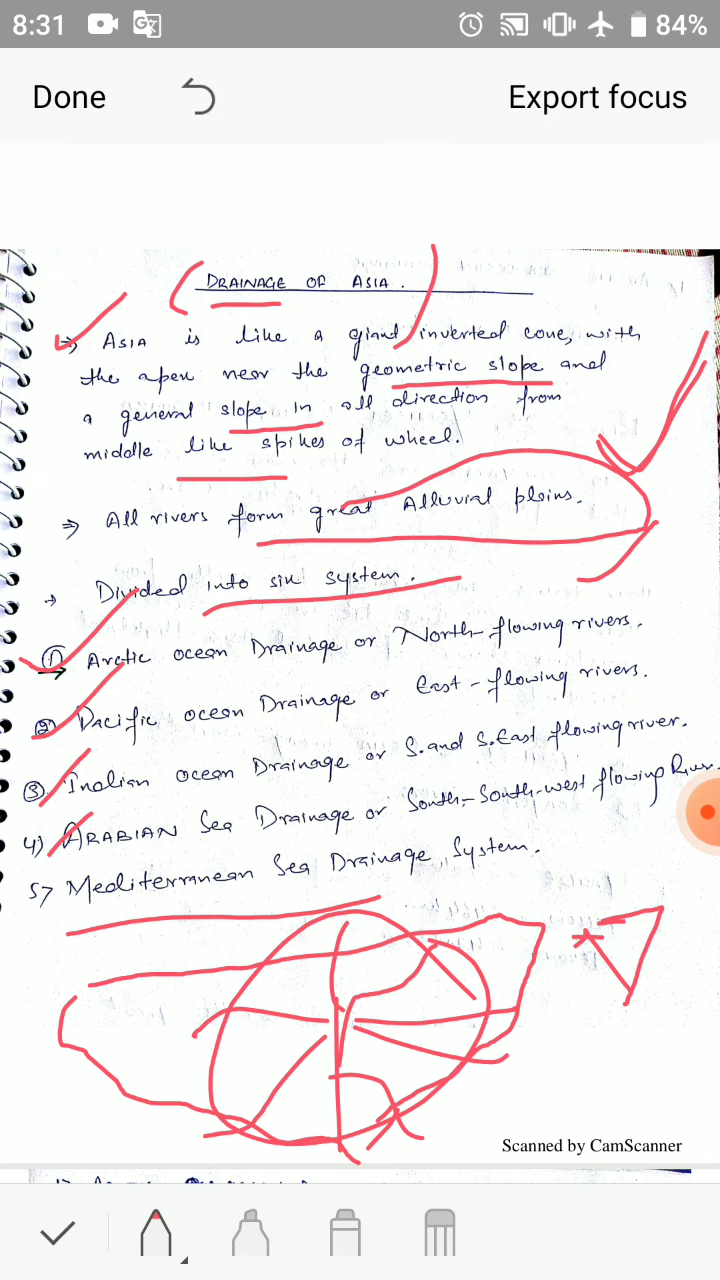 8:31 84%
Done Export focus
DRAINAGE OF ASIA.
⇒ ASIA is like a giant inverted cone, with
the apex near the geometric slope and
a general slope in all direction from
middle like spikes of wheel.
⇒ All rivers form great Alluvial plains.
→ Divided into six system.
① Arctic ocean Drainage or North-flowing rivers.
② Pacific ocean Drainage or East-flowing rivers.
③ Indian ocean Drainage or S. and S.East flowing river.
4) ARABIAN Sea Drainage or South-South-west flowing River.
5) Mediterranean Sea Drainage System.
Scanned by CamScanner